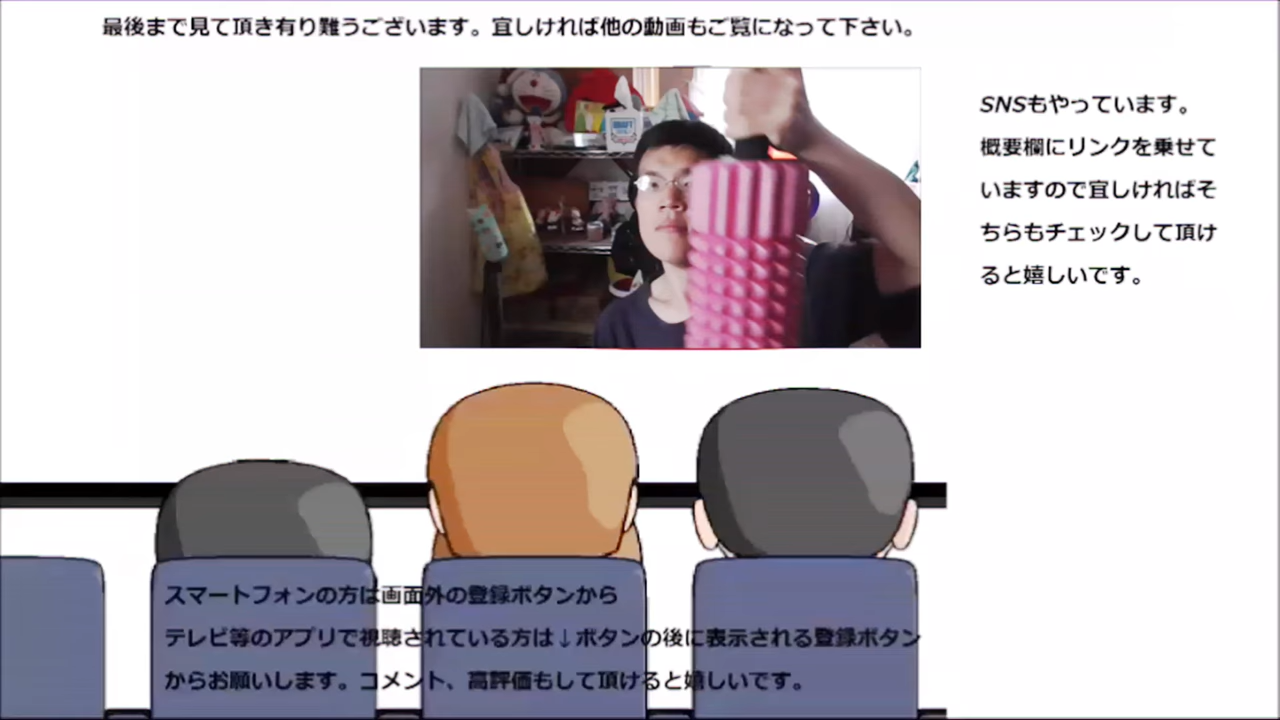 最後まで見て頂き有り難うございます。宜しければ他の動画もご覧になって下さい。
SNSもやっています。
概要欄にリンクを乗せて
いますので宜しければそ
ちらもチェックして頂け
ると嬉しいです。
スマートフォンの方は画面外の登録ボタンから
テレビ等のアプリで視聴されている方は↓ボタンの後に表示される登録ボタン
からお願いします。コメント、高評価もして頂けると嬉しいです。